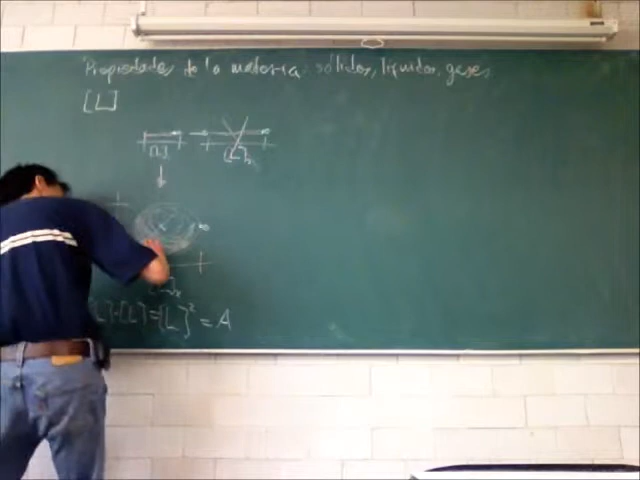 Propiedades de la materia: sólidos, líquidos, gases.
[L]
[L]
[L]
[L]·[L]=[L]² = A